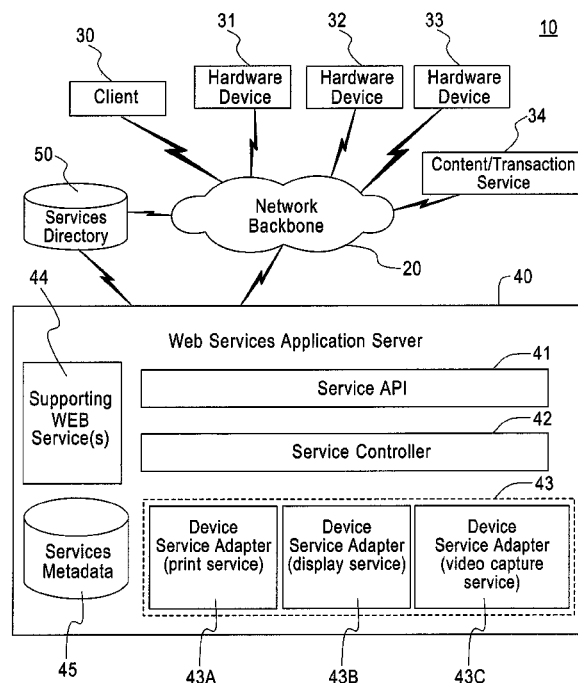 10
30
31
32
33
Client
Hardware
Device
Hardware
Device
Hardware
Device
34
Content/Transaction
Service
50
Services
Directory
Network
Backbone
20
44
40
Web Services Application Server
41
Supporting
WEB
Service(s)
Service API
42
Service Controller
43
Services
Metadata
Device
Service Adapter
(print service)
Device
Service Adapter
(display service)
Device
Service Adapter
(video capture
service)
45
43A
43B
43C